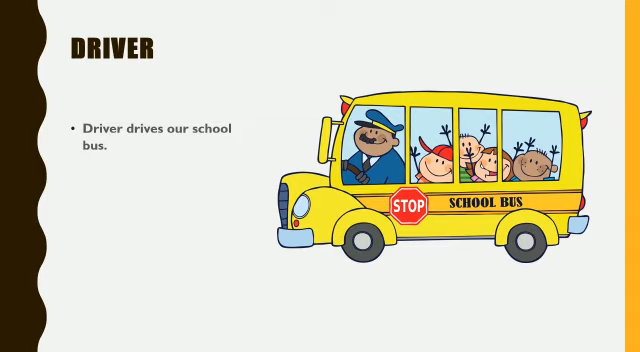 DRIVER
• Driver drives our school
bus.
STOP
SCHOOL BUS